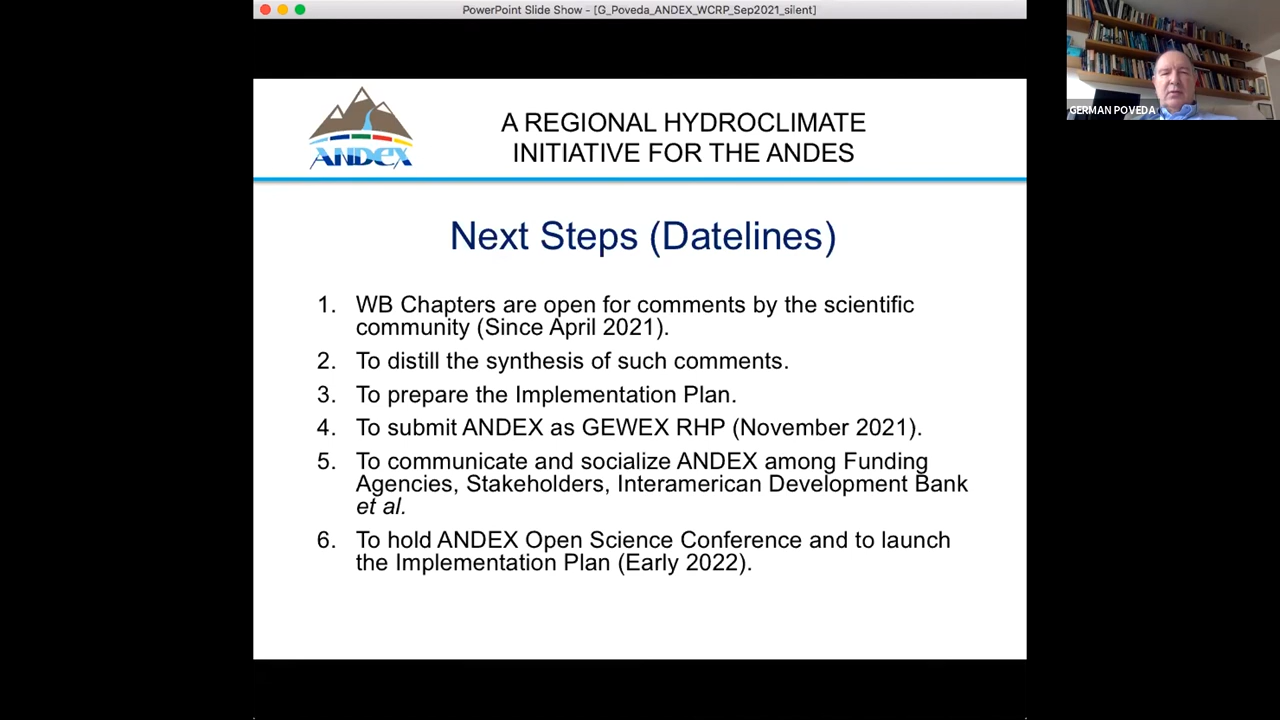 PowerPoint Slide Show - [G_Poveda_ANDEX_WCRP_Sep2021_silent]
GERMAN POVEDA
ANDEX
A REGIONAL HYDROCLIMATE
INITIATIVE FOR THE ANDES
Next Steps (Datelines)
1. WB Chapters are open for comments by the scientific
community (Since April 2021).
2. To distill the synthesis of such comments.
3. To prepare the Implementation Plan.
4. To submit ANDEX as GEWEX RHP (November 2021).
5. To communicate and socialize ANDEX among Funding
Agencies, Stakeholders, Interamerican Development Bank
et al.
6. To hold ANDEX Open Science Conference and to launch
the Implementation Plan (Early 2022).